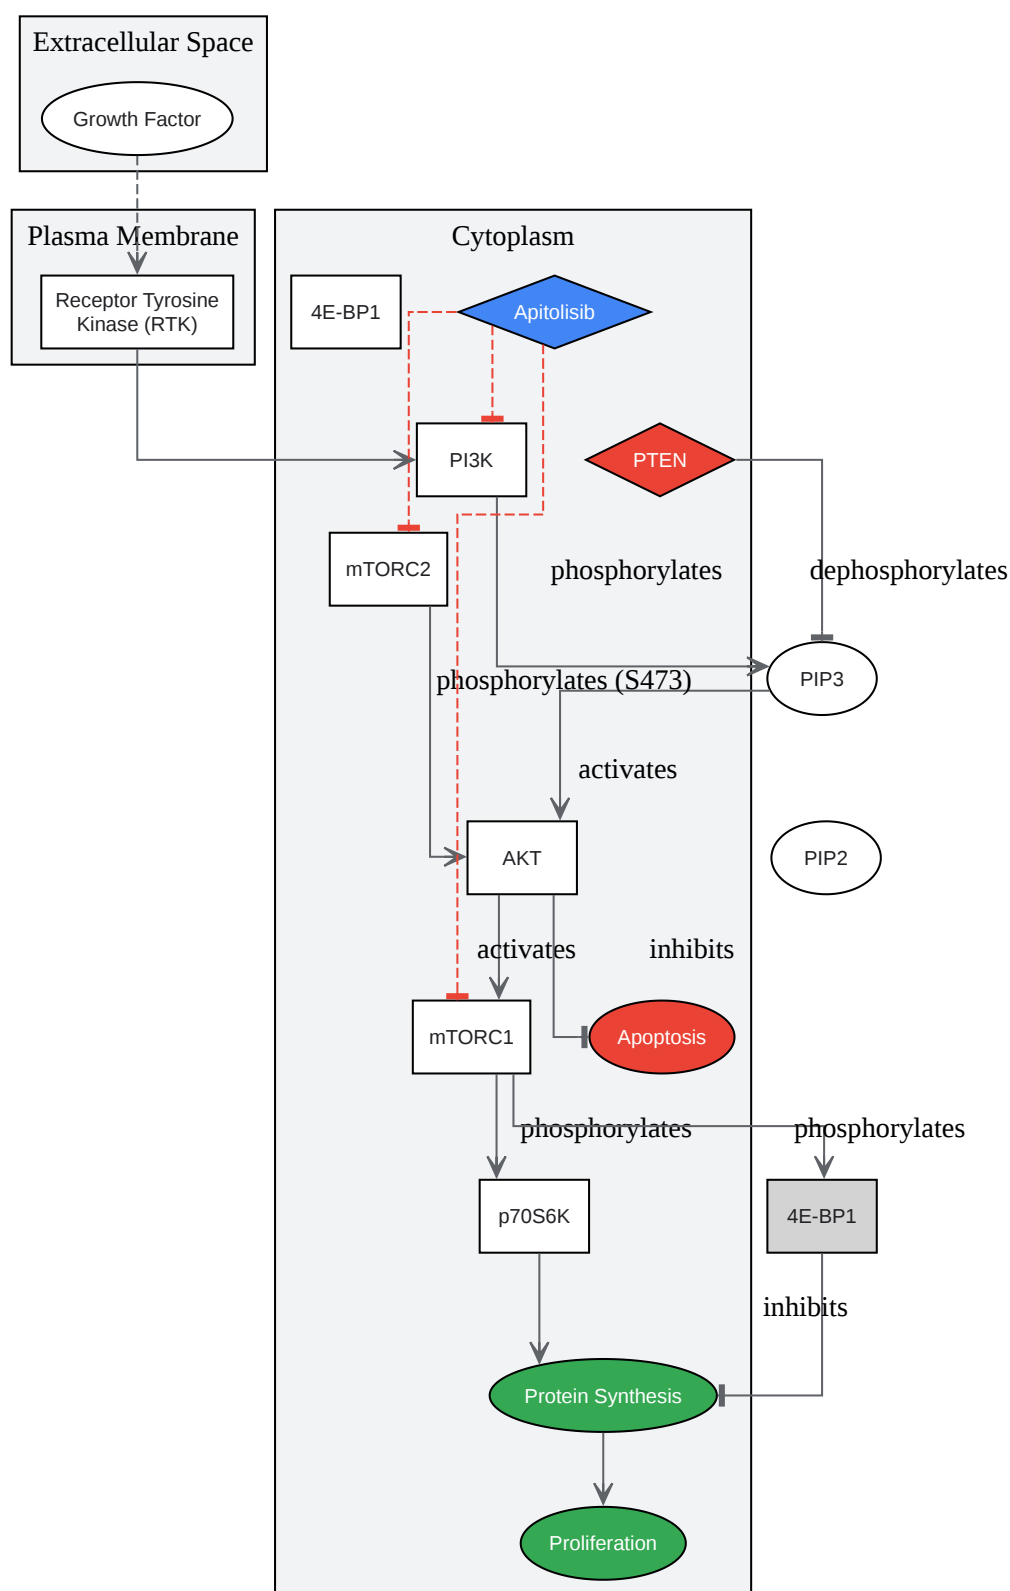 Extracellular Space
Growth Factor
Plasma Membrane
Receptor Tyrosine
Kinase (RTK)
Cytoplasm
4E-BP1
Apitolisib
PI3K
PTEN
mTORC2
phosphorylates
dephosphorylates
phosphorylates (S473)
PIP3
activates
AKT
PIP2
activates
inhibits
mTORC1
Apoptosis
phosphorylates
phosphorylates
p70S6K
4E-BP1
inhibits
Protein Synthesis
Proliferation